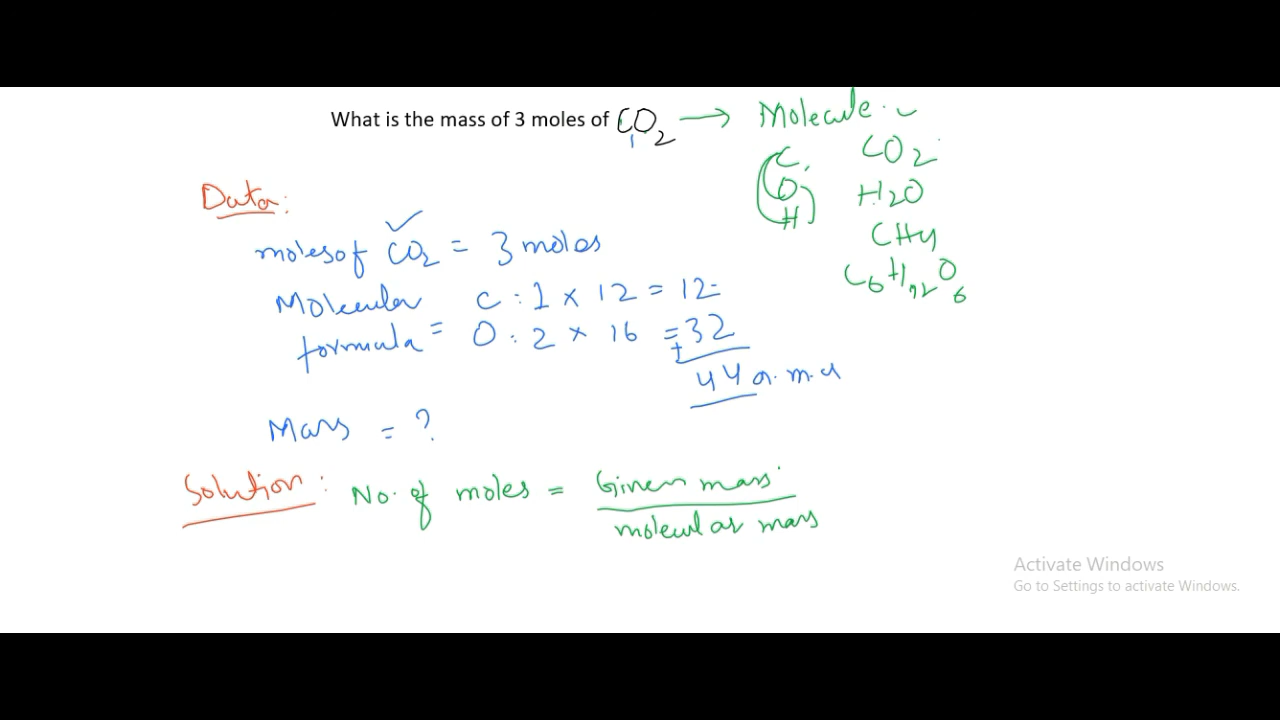 What is the mass of 3 moles of CO2 → Molecule.
C, CO2
O H2O
H CH4
C6H12O6
Data:
moles of CO2 = 3 moles
Molecular formula = C : 1 × 12 = 12
O : 2 × 16 = +32
44 a.m.u
Mass = ?
Solution: No. of moles = Given mass
molecular mass
Activate Windows
Go to Settings to activate Windows.